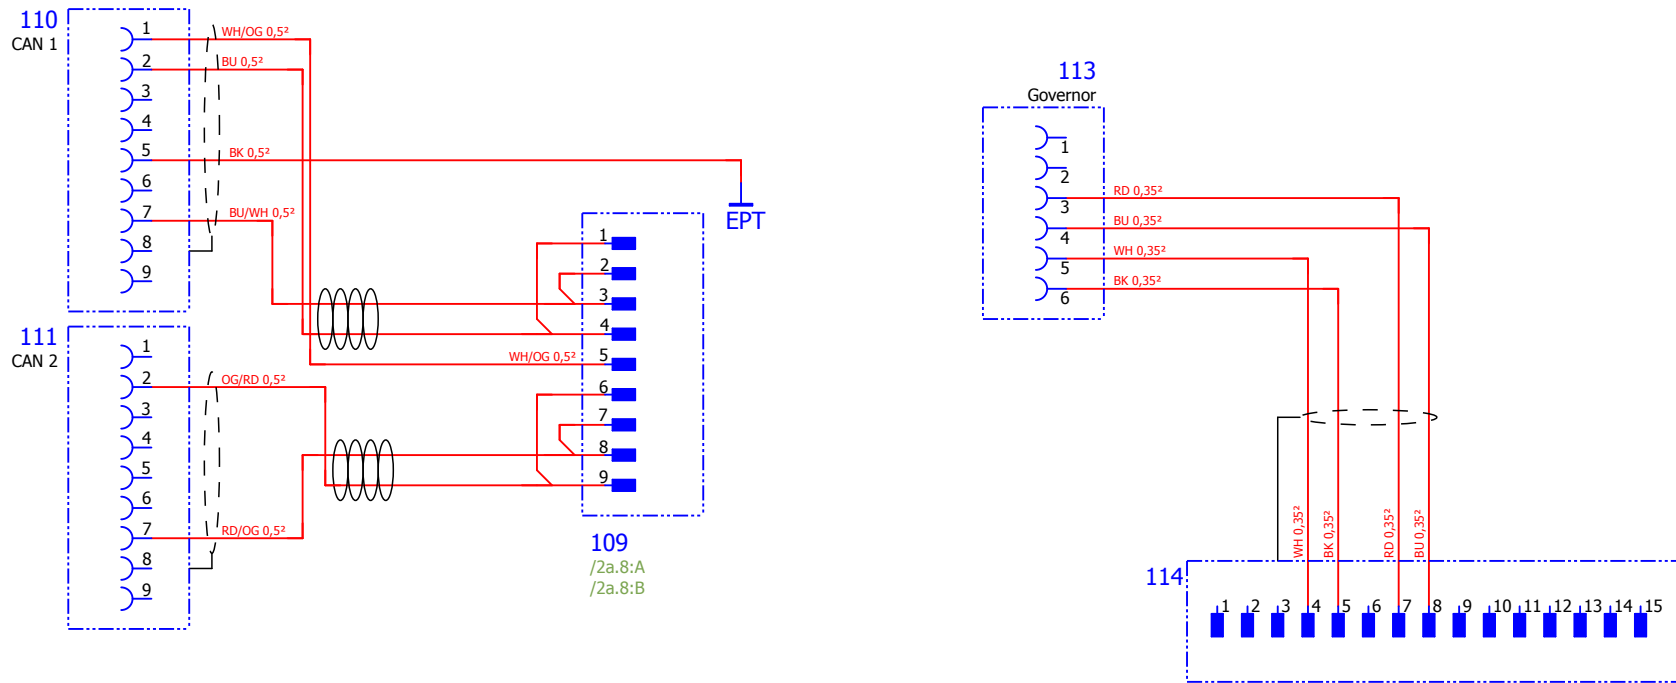 110
CAN 1
1
2
3
4
5
6
7
8
9
WH/OG 0,5²
BU 0,5²
BK 0,5²
BU/WH 0,5²
EPT
111
CAN 2
1
2
3
4
5
6
7
8
9
OG/RD 0,5²
RD/OG 0,5²
WH/OG 0,5²
1
2
3
4
5
6
7
8
9
109
/2a.8:A
/2a.8:B
113
Governor
1
2
3
4
5
6
RD 0,35²
BU 0,35²
WH 0,35²
BK 0,35²
WH 0,35²
BK 0,35²
RD 0,35²
BU 0,35²
114
1 2 3 4 5 6 7 8 9 10 11 12 13 14 15